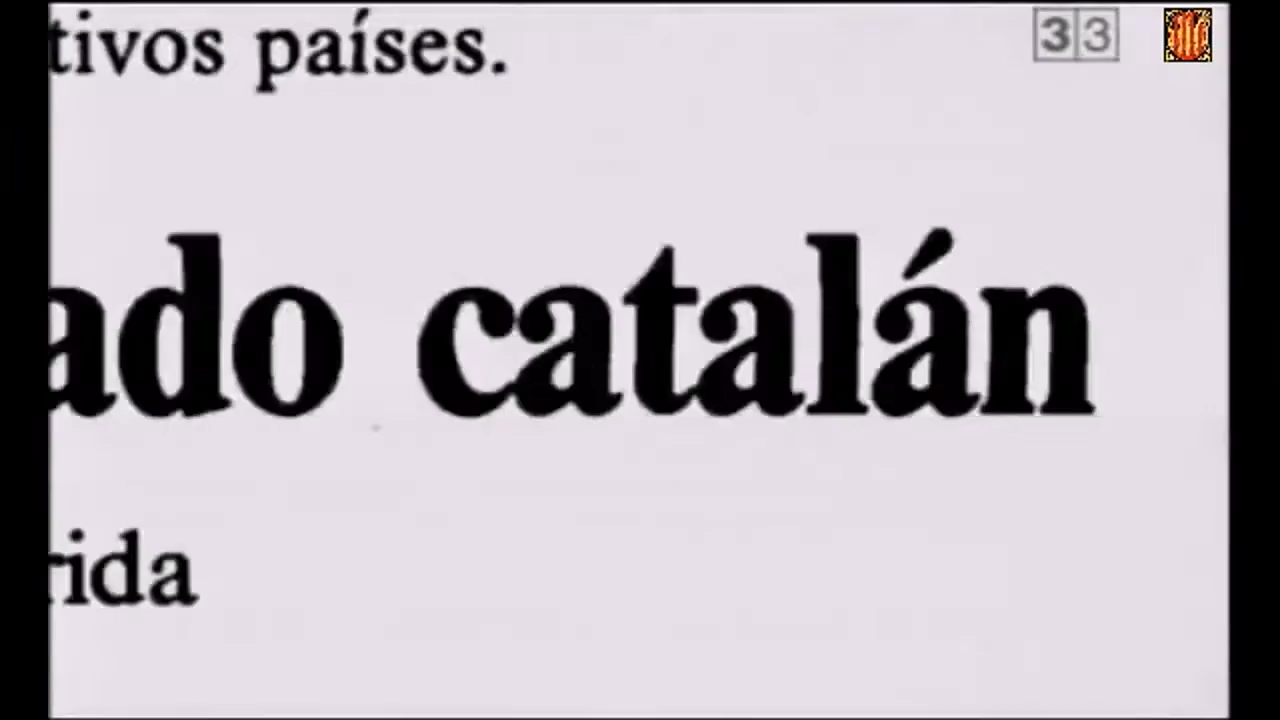 tivos países.
33
ado catalán
rida